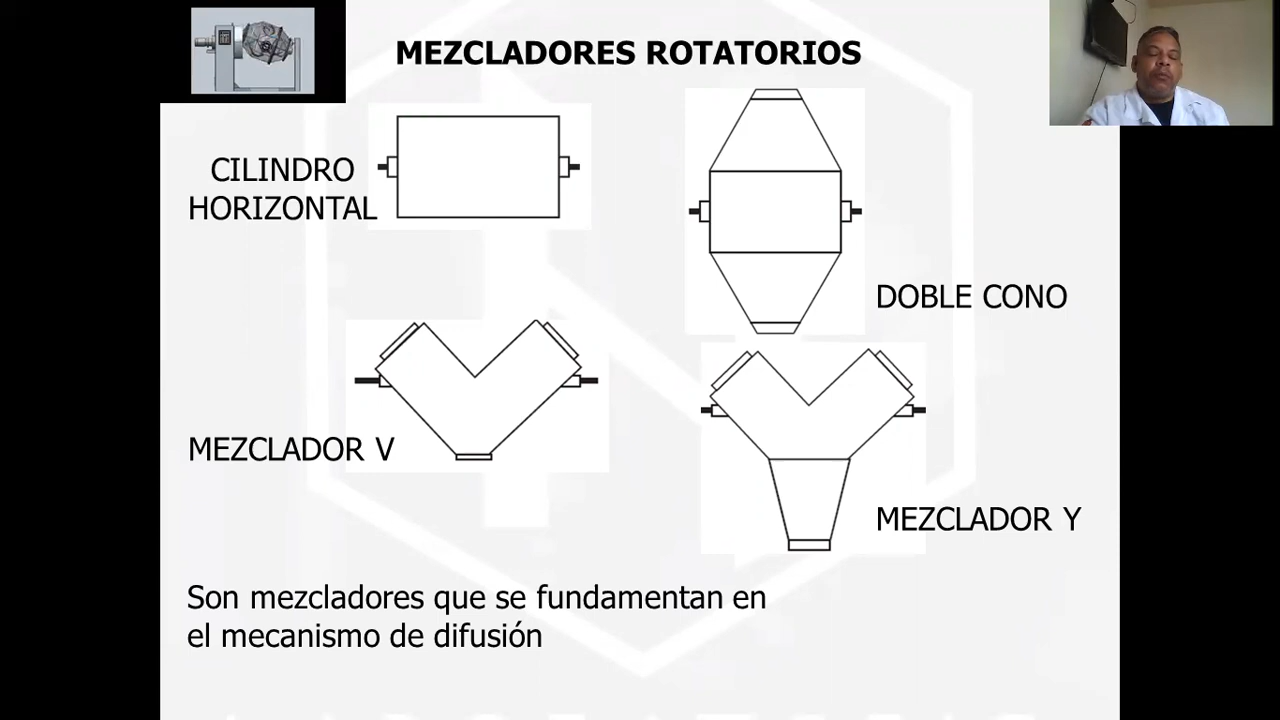 MEZCLADORES ROTATORIOS
CILINDRO
HORIZONTAL
DOBLE CONO
MEZCLADOR V
MEZCLADOR Y
Son mezcladores que se fundamentan en
el mecanismo de difusión